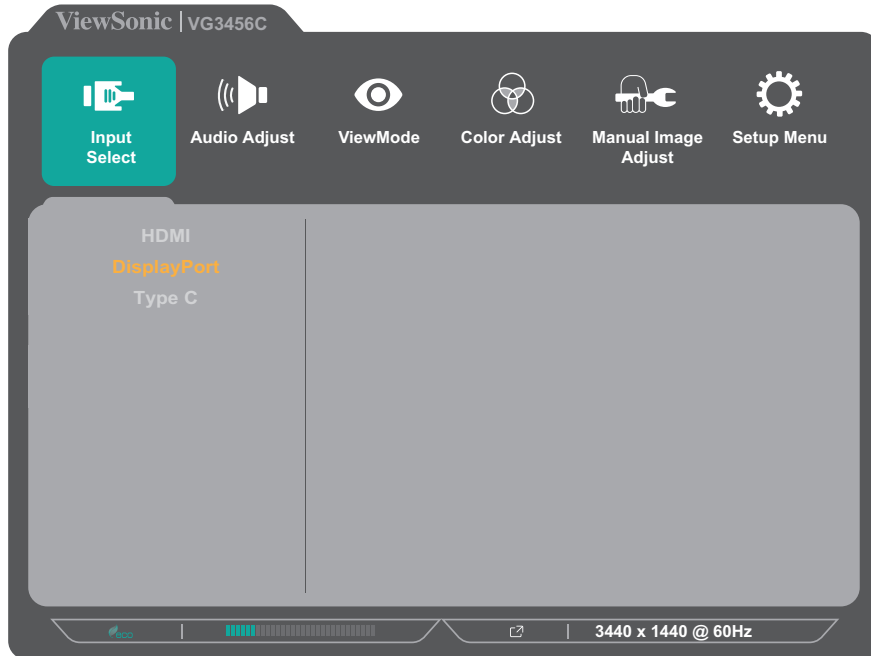 ViewSonic | VG3456C
Input Select
Audio Adjust
ViewMode
Color Adjust
Manual Image Adjust
Setup Menu
HDMI
DisplayPort
Type C
eco
3440 x 1440 @ 60Hz